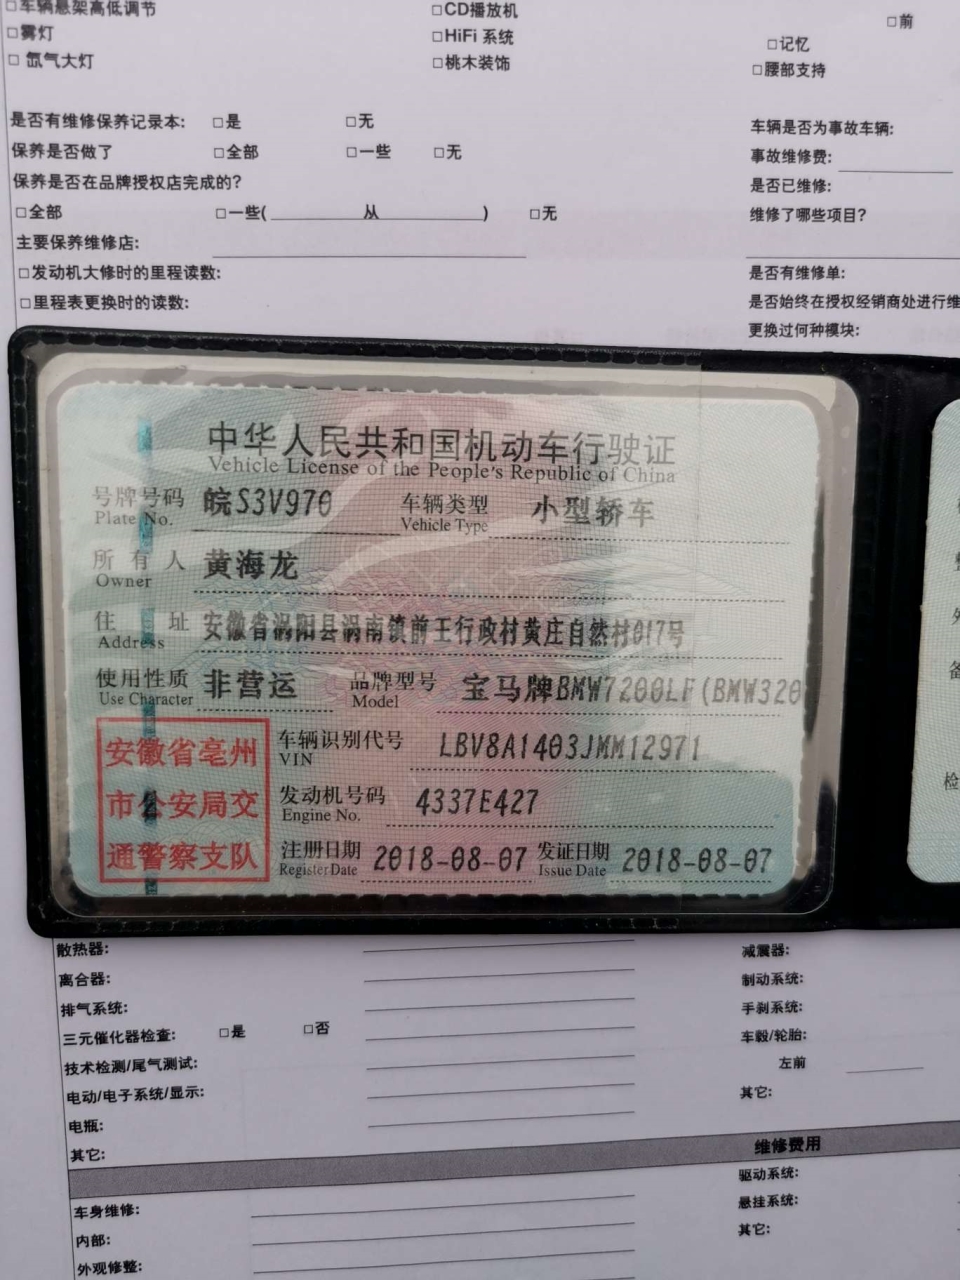 □车辆悬架高低调节 □CD播放机 □前
□雾灯 □HiFi 系统 □记忆
□ 氙气大灯 □桃木装饰 □腰部支持
是否有维修保养记录本: □是 □无 车辆是否为事故车辆:
保养是否做了 □全部 □一些 □无 事故维修费:
保养是否在品牌授权店完成的? 是否已维修:
□全部 □一些( 从 ) □无 维修了哪些项目?
主要保养维修店:
□发动机大修时的里程读数: 是否有维修单:
□里程表更换时的读数: 是否始终在授权经销商处进行维
更换过何种模块:
中华人民共和国机动车行驶证
Vehicle License of the People's Republic of China
号牌号码 皖S3V970 车辆类型 小型轿车
Plate No. Vehicle Type
所有人 黄海龙
Owner
住址 安徽省涡阳县涡南镇前王行政村黄庄自然村017号
Address
使用性质 非营运 品牌型号 宝马牌BMW7200LF(BMW320
Use Character Model
安徽省亳州
市公安局交
通警察支队
车辆识别代号 LBV8A1403JMM12971
VIN
发动机号码 4337E427
Engine No.
注册日期 2018-08-07 发证日期 2018-08-07
Register Date Issue Date
检
散热器: 减震器:
离合器: 制动系统:
排气系统: 手刹系统:
三元催化器检查: □是 □否 车毂/轮胎:
技术检测/尾气测试: 左前
电动/电子系统/显示: 其它:
电瓶:
其它: 维修费用
驱动系统:
车身维修: 悬挂系统:
内部: 其它:
外观修整: